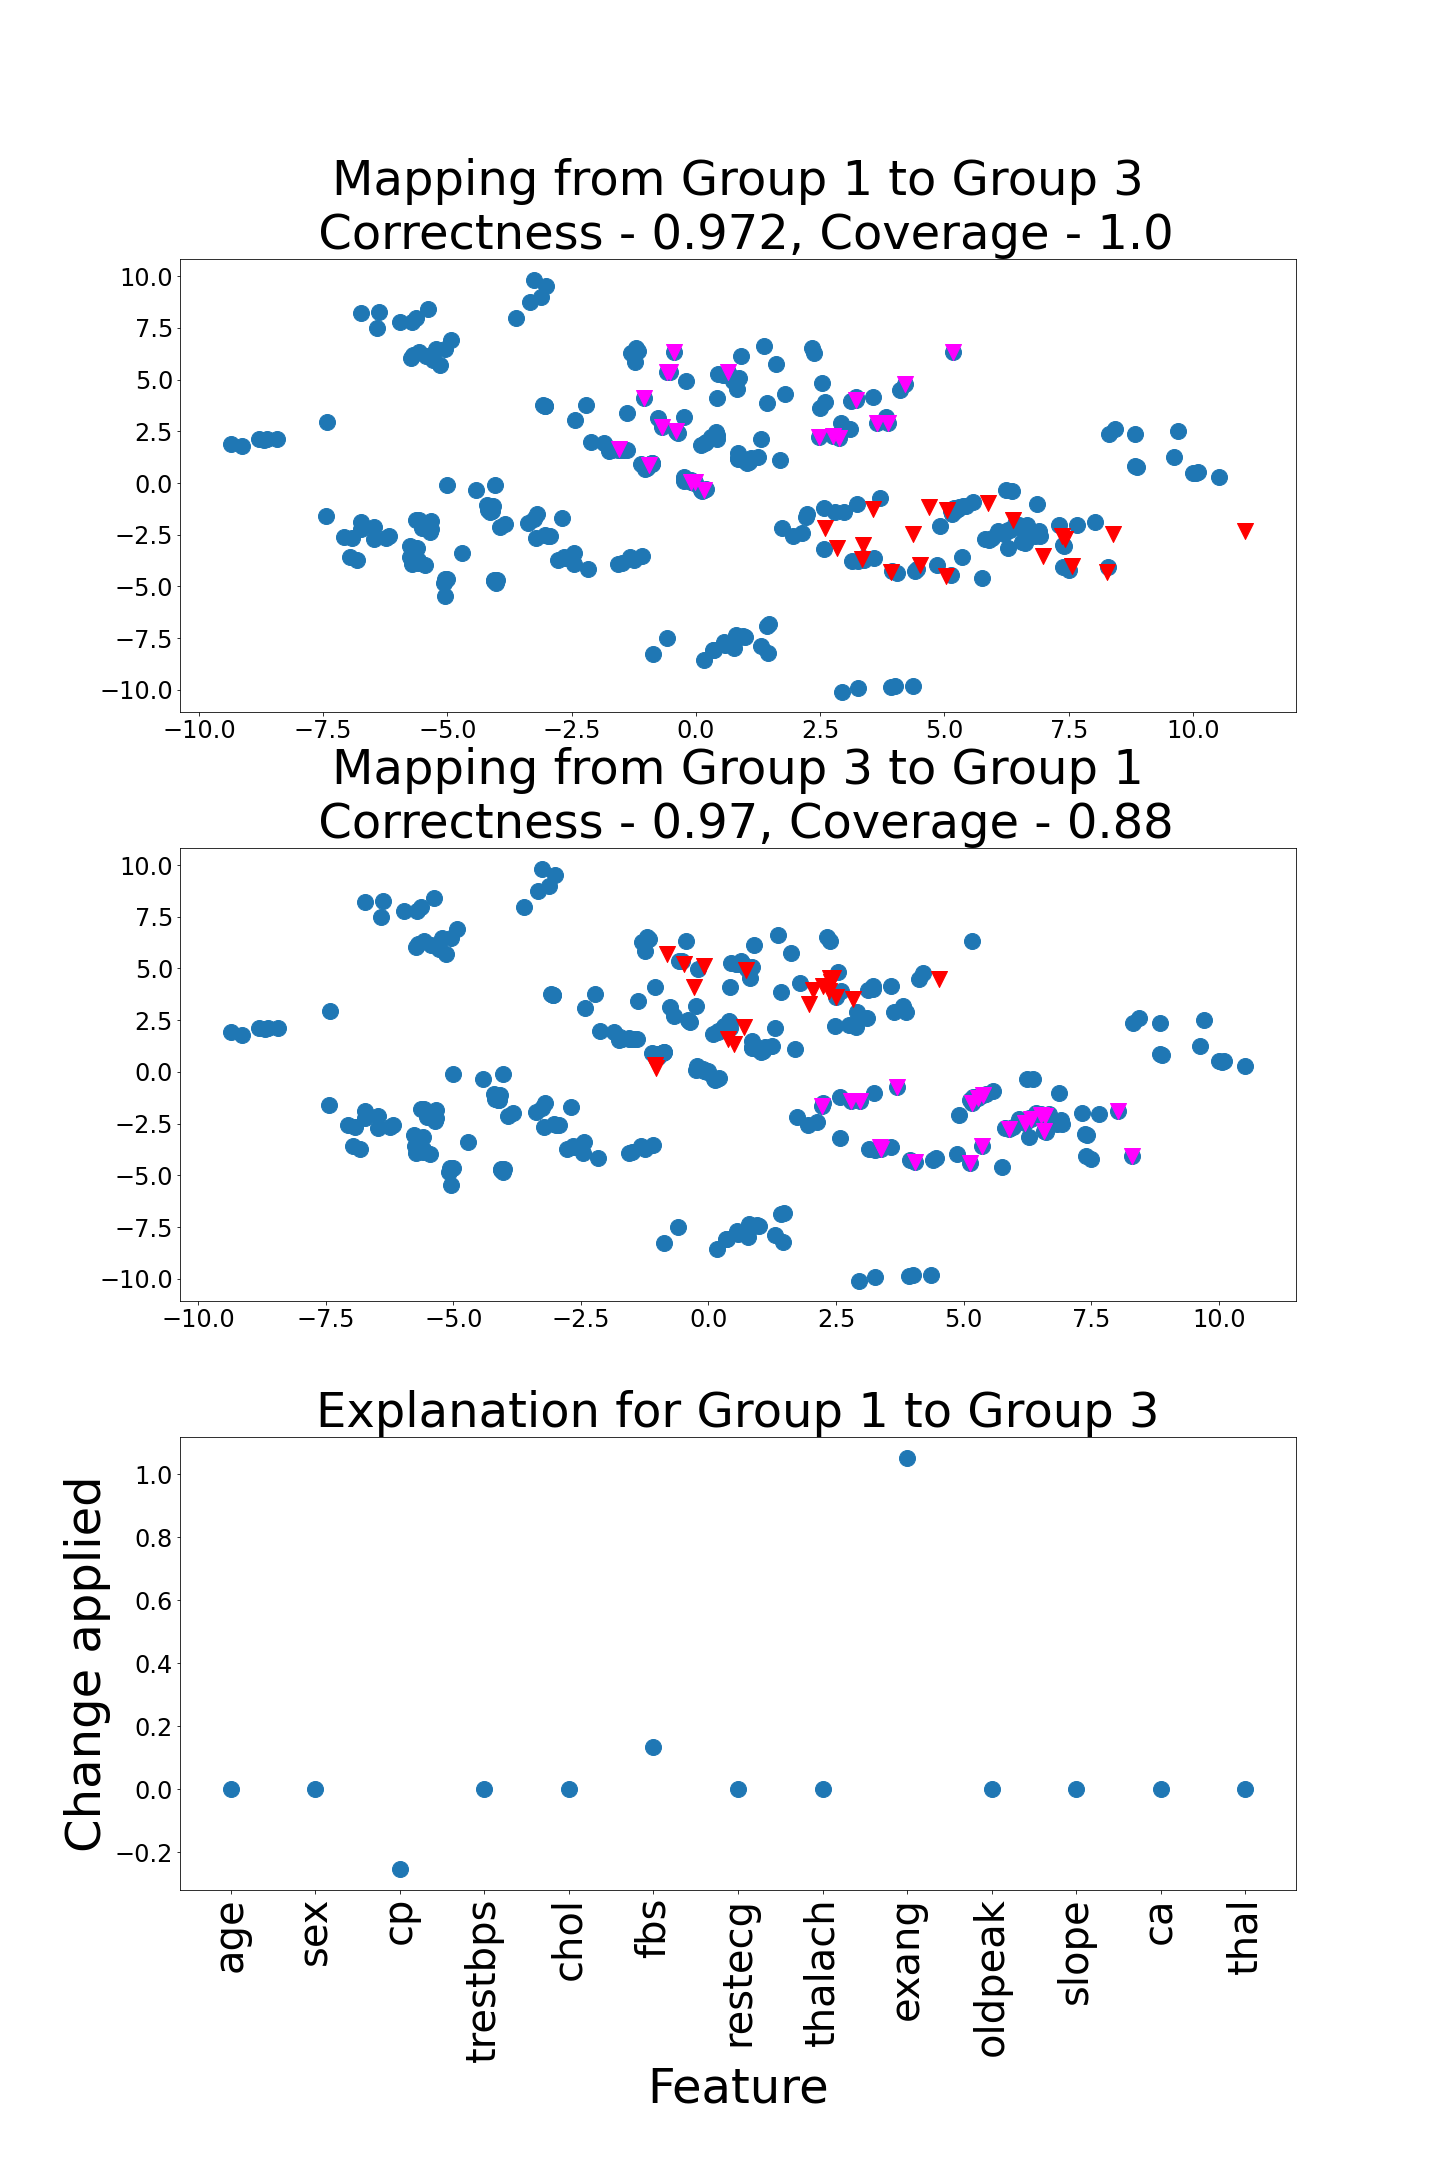 Mapping from Group 1 to Group 3
Correctness - 0.972, Coverage - 1.0
10.0
7.5
5.0
2.5
0.0
−2.5
−5.0
−7.5
−10.0
−10.0 −7.5 −5.0 −2.5 0.0 2.5 5.0 7.5 10.0
Mapping from Group 3 to Group 1
Correctness - 0.97, Coverage - 0.88
10.0
7.5
5.0
2.5
0.0
−2.5
−5.0
−7.5
−10.0
−10.0 −7.5 −5.0 −2.5 0.0 2.5 5.0 7.5 10.0
Explanation for Group 1 to Group 3
Change applied
1.0
0.8
0.6
0.4
0.2
0.0
−0.2
age
sex
cp
trestbps
chol
fbs
restecg
thalach
exang
oldpeak
slope
ca
thal
Feature